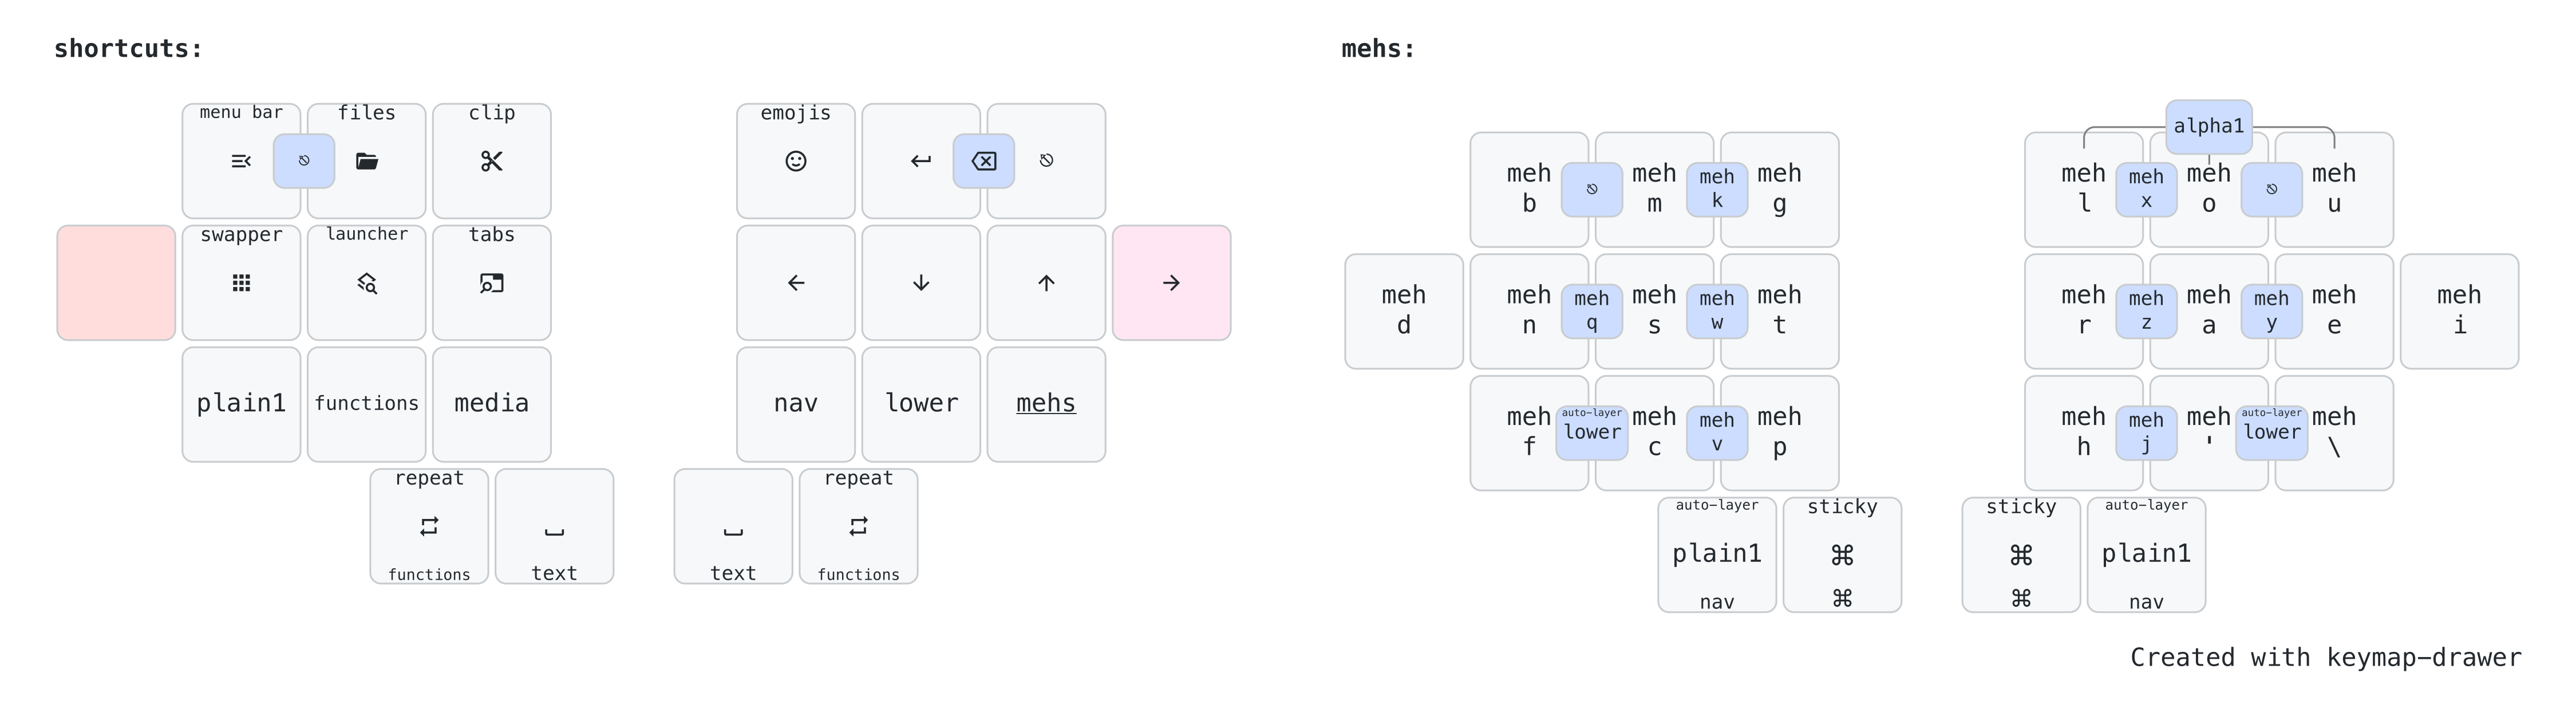 shortcuts:
menu bar
files
clip
emojis
swapper
launcher
tabs
plain1
functions
media
nav
lower
mehs
repeat
functions
text
text
repeat
functions
mehs:
alpha1
meh
b
meh
m
meh
k
meh
g
meh
l
meh
x
meh
o
meh
u
meh
d
meh
n
meh
q
meh
s
meh
w
meh
t
meh
r
meh
z
meh
a
meh
y
meh
e
meh
i
meh
f
auto-layer
lower
meh
c
meh
v
meh
p
meh
h
meh
j
meh
'
auto-layer
lower
meh
\
auto-layer
plain1
nav
sticky
⌘
⌘
sticky
⌘
⌘
auto-layer
plain1
nav
Created with keymap-drawer